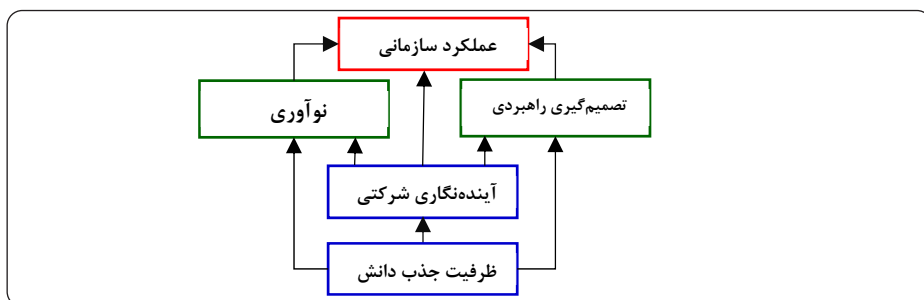 عملکرد سازمانی
تصمیم‌گیری راهبردی
نوآوری
آینده‌نگاری شرکتی
ظرفیت جذب دانش